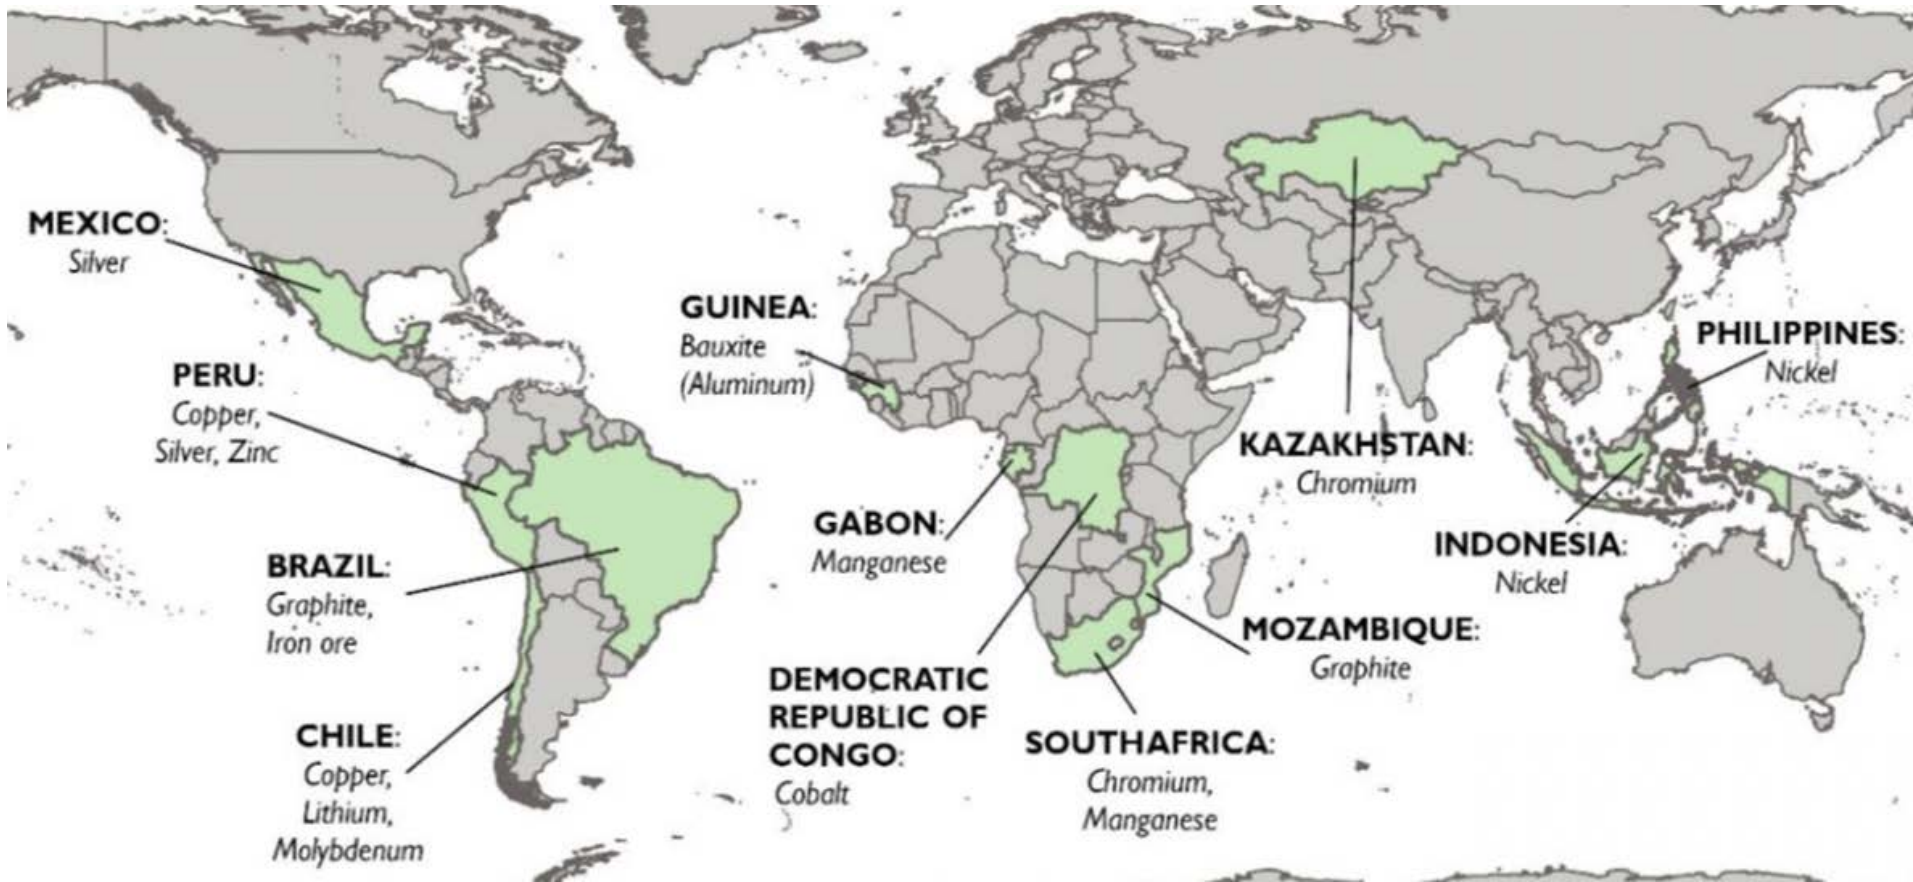 MEXICO:
Silver
PERU:
Copper,
Silver, Zinc
BRAZIL:
Graphite,
Iron ore
CHILE:
Copper,
Lithium,
Molybdenum
GUINEA:
Bauxite
(Aluminum)
GABON:
Manganese
DEMOCRATIC
REPUBLIC OF
CONGO:
Cobalt
SOUTHAFRICA:
Chromium,
Manganese
MOZAMBIQUE:
Graphite
KAZAKHSTAN:
Chromium
INDONESIA:
Nickel
PHILIPPINES:
Nickel